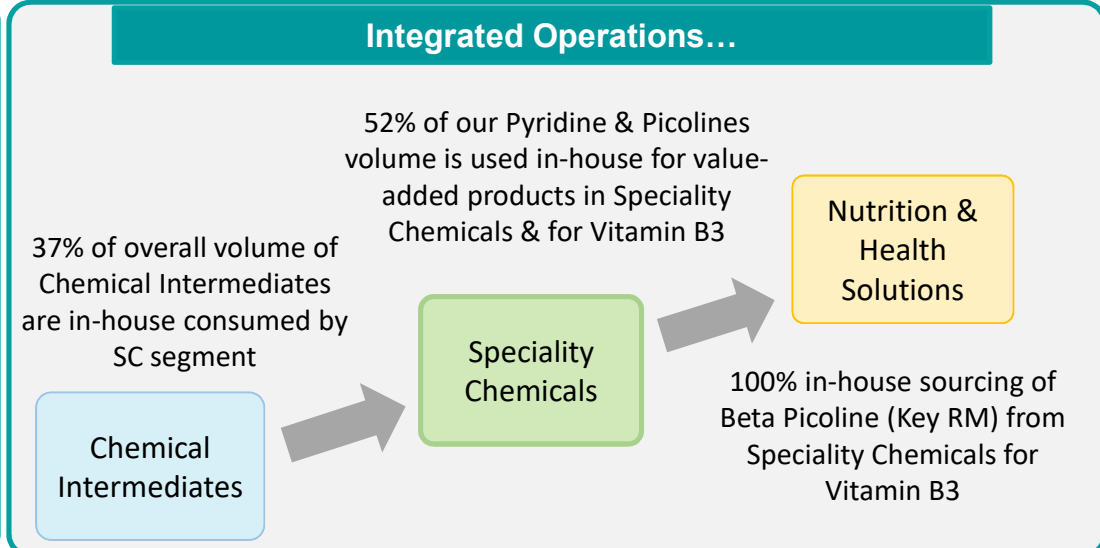 Integrated Operations…
52% of our Pyridine & Picolines
volume is used in-house for value-
added products in Speciality
Chemicals & for Vitamin B3
37% of overall volume of
Chemical Intermediates
are in-house consumed by
SC segment
Chemical
Intermediates
Speciality
Chemicals
Nutrition &
Health
Solutions
100% in-house sourcing of
Beta Picoline (Key RM) from
Speciality Chemicals for
Vitamin B3